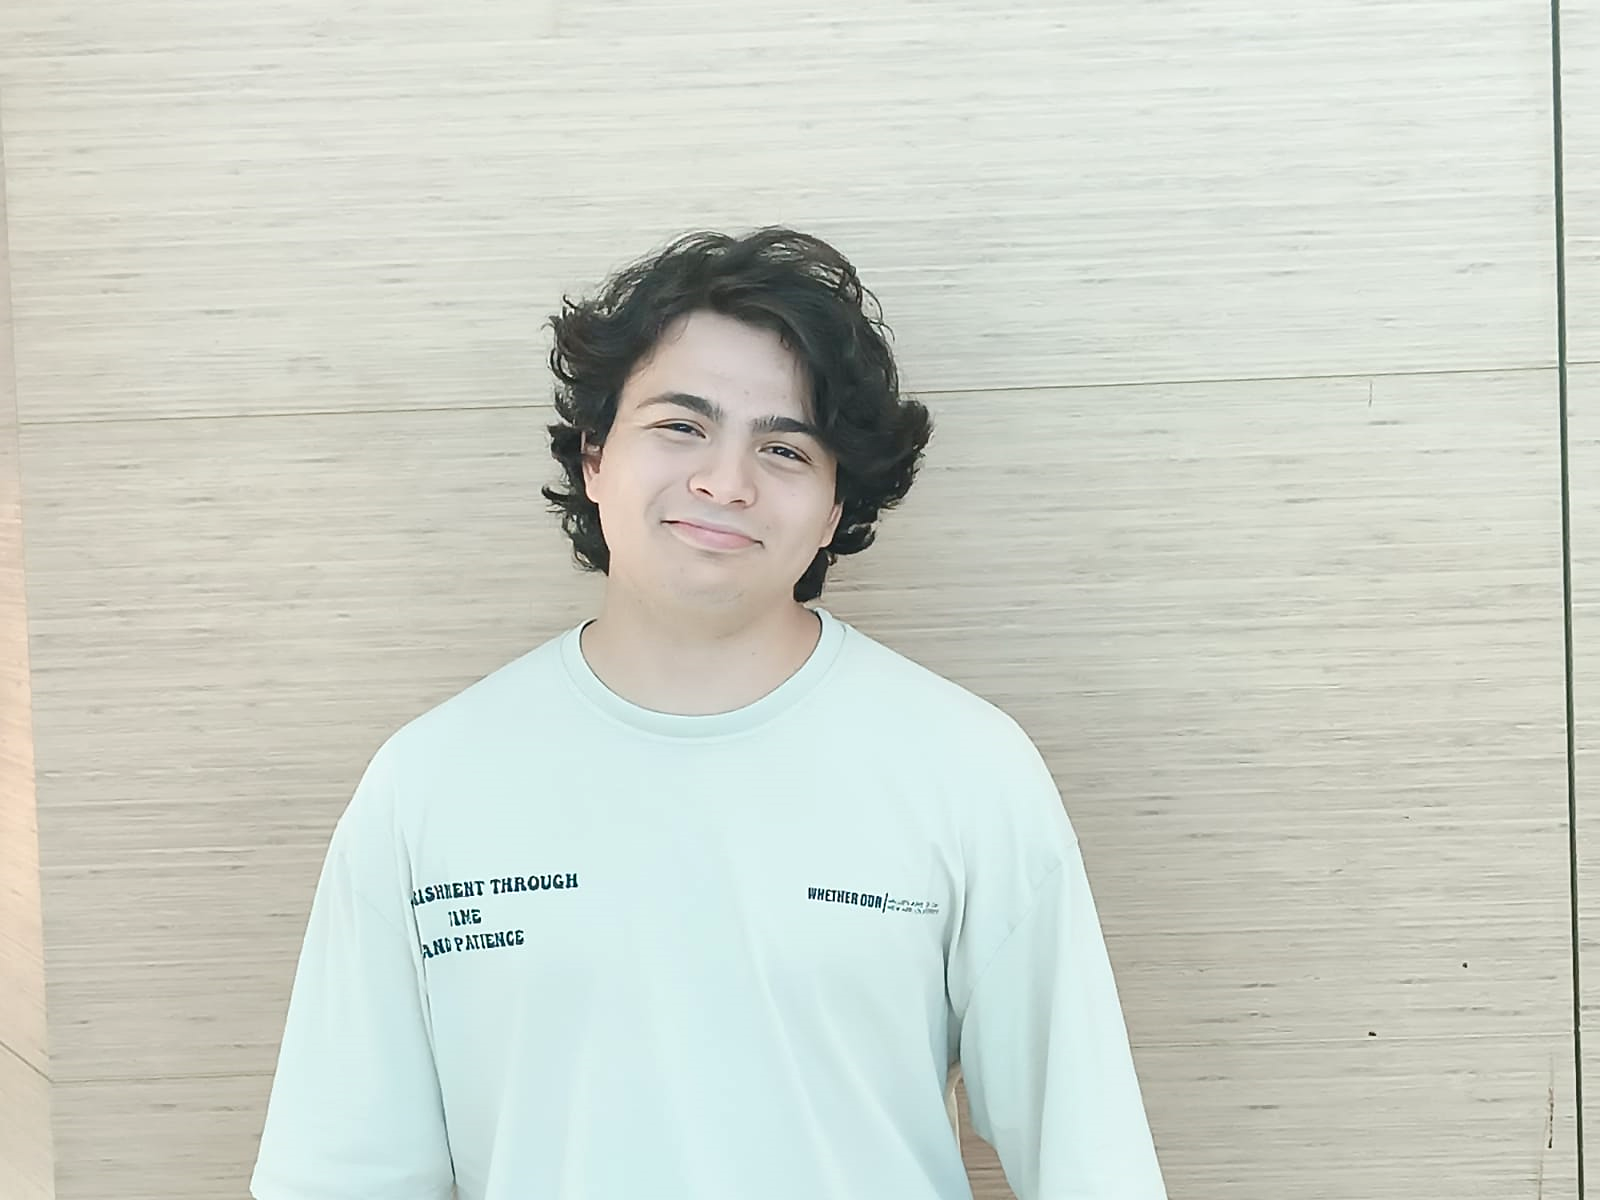 RISHMENT THROUGH
TIME
AND PATIENCE
WHETHER ODR